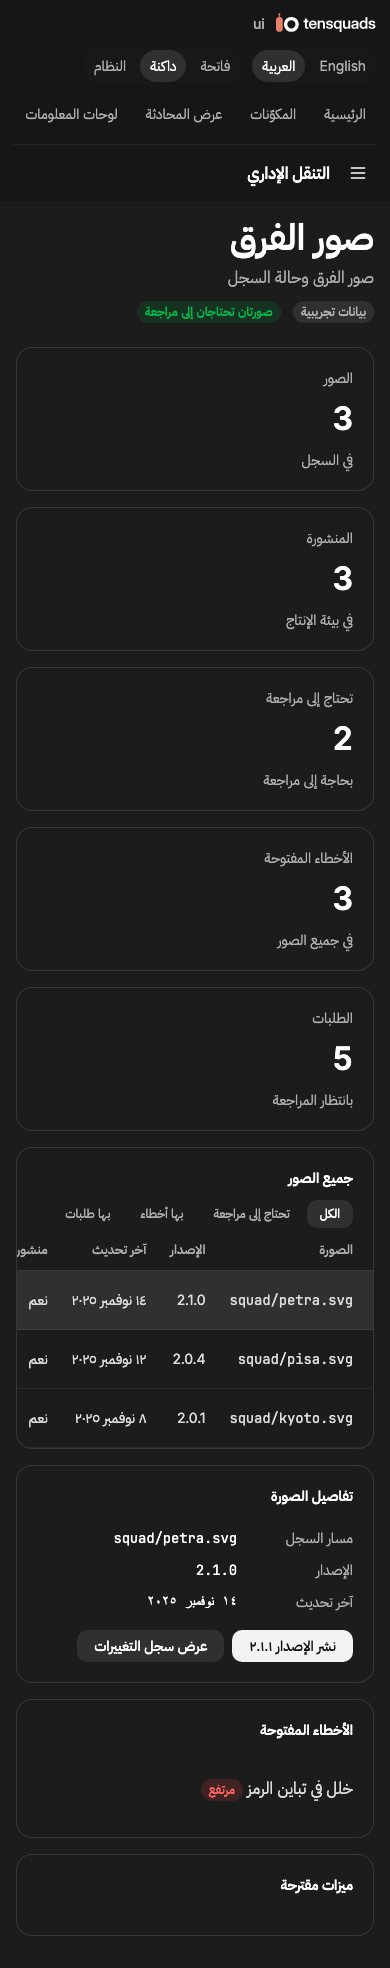 tensquads ui
English العربية فاتحة داكنة النظام
الرئيسية المكوّنات عرض المحادثة لوحات المعلومات
التنقل الإداري
صور الفرق
صور الفرق وحالة السجل
بيانات تجريبية صورتان تحتاجان إلى مراجعة
الصور
3
في السجل
المنشورة
3
في بيئة الإنتاج
تحتاج إلى مراجعة
2
بحاجة إلى مراجعة
الأخطاء المفتوحة
3
في جميع الصور
الطلبات
5
بانتظار المراجعة
جميع الصور
الكل تحتاج إلى مراجعة بها أخطاء بها طلبات
الصورة الإصدار آخر تحديث منشور
squad/petra.svg 2.1.0 ١٤ نوفمبر ٢٠٢٥ نعم
squad/pisa.svg 2.0.4 ١٢ نوفمبر ٢٠٢٥ نعم
squad/kyoto.svg 2.0.1 ٨ نوفمبر ٢٠٢٥ نعم
تفاصيل الصورة
مسار السجل squad/petra.svg
الإصدار 2.1.0
آخر تحديث ١٤ نوفمبر ٢٠٢٥
نشر الإصدار ٢.١.١ عرض سجل التغييرات
الأخطاء المفتوحة
خلل في تباين الرمز مرتفع
ميزات مقترحة